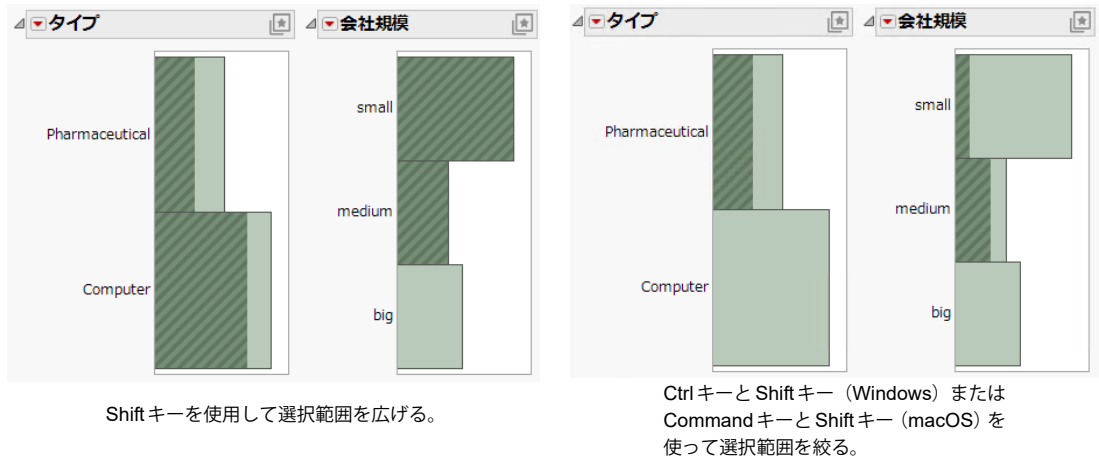 タイプ
会社規模
Pharmaceutical
Computer
small
medium
big
Shiftキーを使用して選択範囲を広げる。
タイプ
会社規模
Pharmaceutical
Computer
small
medium
big
CtrlキーとShiftキー（Windows）または
CommandキーとShiftキー（macOS）を
使って選択範囲を絞る。